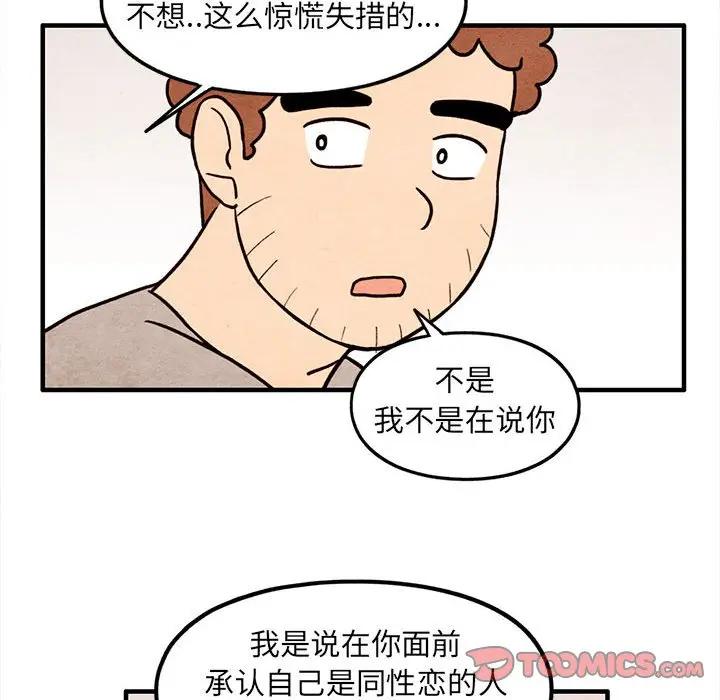 不想..这么惊慌失措的...
不是
我不是在说你
我是说在你面前
承认自己是同性恋的人
TOOMICS.COM